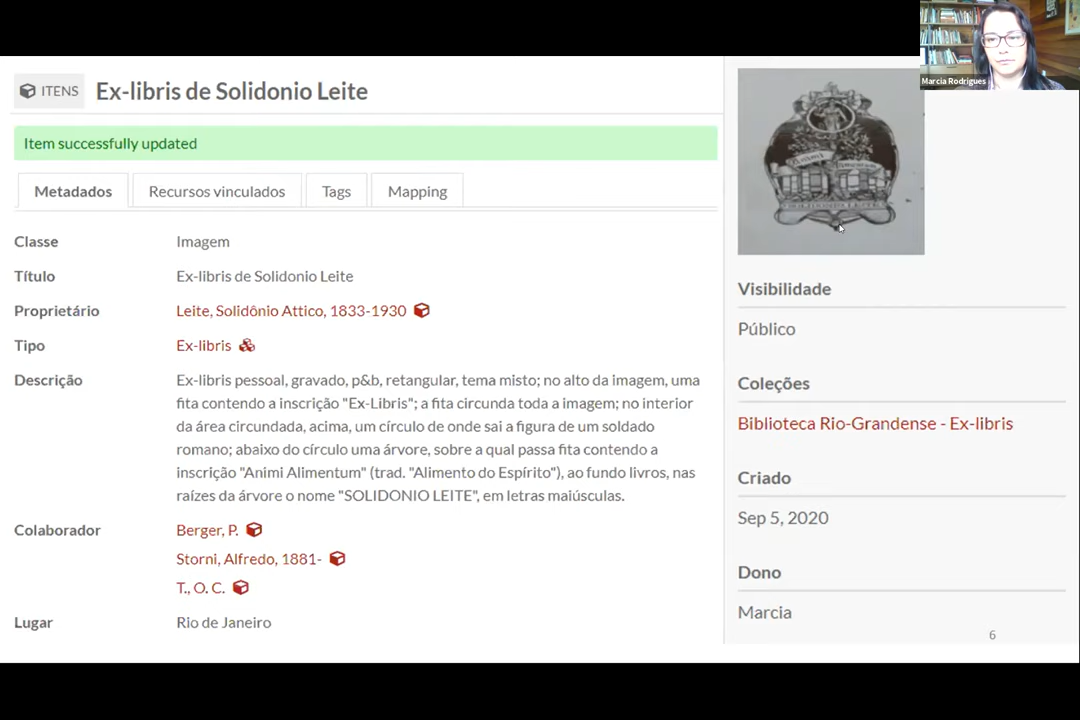 Marcia Rodrigues
ITENS
Ex-libris de Solidonio Leite
Item successfully updated
Metadados
Recursos vinculados
Tags
Mapping
Classe
Imagem
Título
Ex-libris de Solidonio Leite
Proprietário
Leite, Solidônio Attico, 1833-1930
Tipo
Ex-libris
Descrição
Ex-libris pessoal, gravado, p&b, retangular, tema misto; no alto da imagem, uma
fita contendo a inscrição "Ex-Libris"; a fita circunda toda a imagem; no interior
da área circundada, acima, um círculo de onde sai a figura de um soldado
romano; abaixo do círculo uma árvore, sobre a qual passa fita contendo a
inscrição "Animi Alimentum" (trad. "Alimento do Espírito"), ao fundo livros, nas
raízes da árvore o nome "SOLIDONIO LEITE", em letras maiúsculas.
Colaborador
Berger, P.
Storni, Alfredo, 1881-
T., O. C.
Lugar
Rio de Janeiro
Visibilidade
Público
Coleções
Biblioteca Rio-Grandense - Ex-libris
Criado
Sep 5, 2020
Dono
Marcia
6